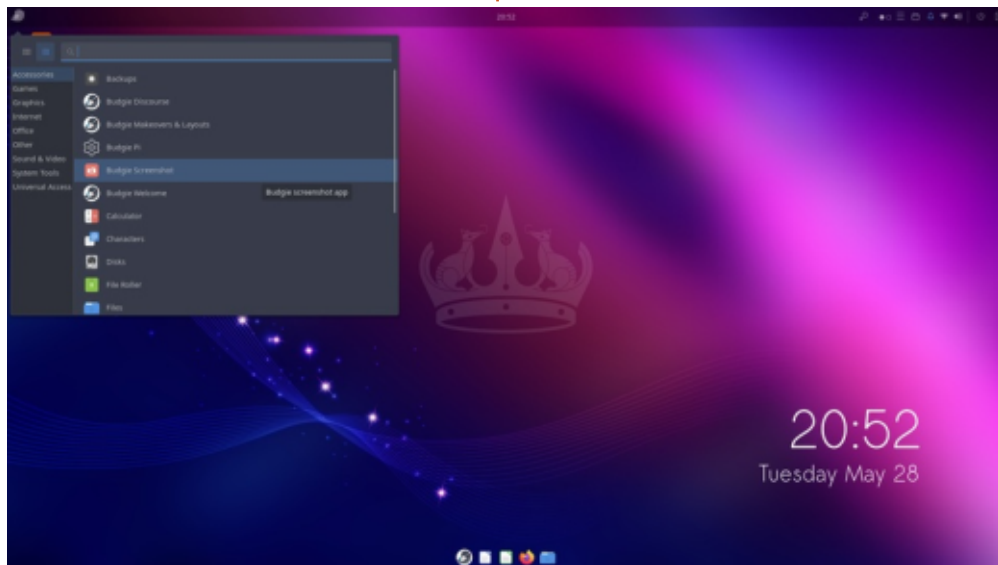 20:52
Accessories
Games
Graphics
Internet
Office
Other
Sound & Video
System Tools
Universal Access
Backups
Budgie Discourse
Budgie Makeovers & Layouts
Budgie Pi
Budgie Screenshot
Budgie Welcome
Budgie screenshot app
Calculator
Characters
Disks
File Roller
Files
20:52
Tuesday May 28